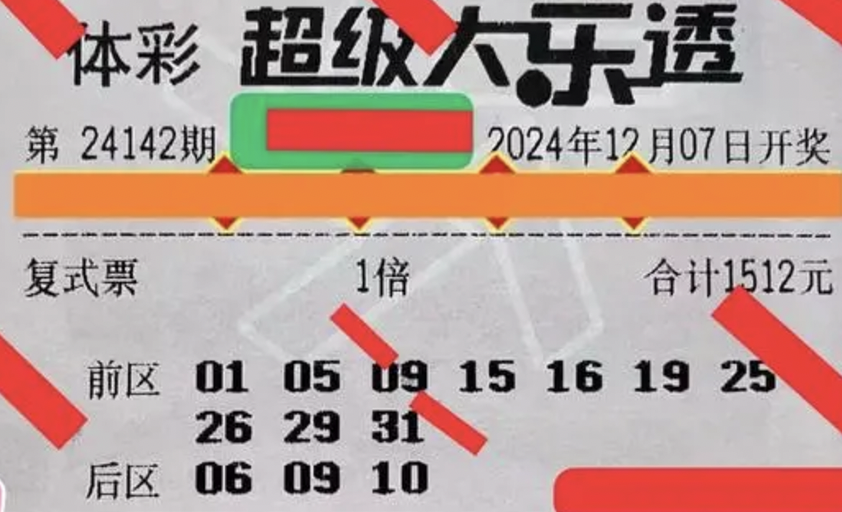 体彩 超级大乐透
第 24142期 2024年12月07日开奖
复式票 1倍 合计1512元
前区 01 05 09 15 16 19 25
26 29 31
后区 06 09 10